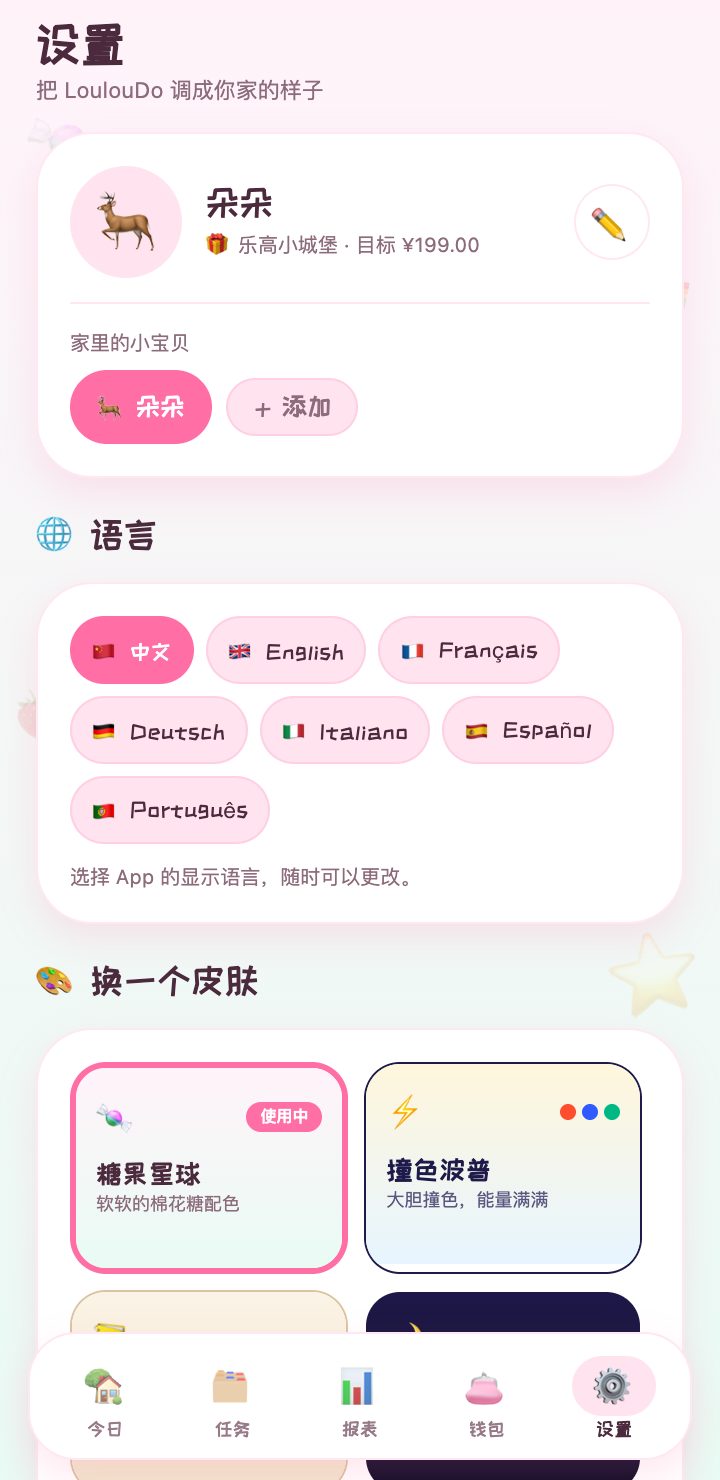 设置
把 LoulouDo 调成你家的样子
朵朵
乐高小城堡 · 目标 ¥199.00
家里的小宝贝
朵朵
+ 添加
语言
中文
English
Français
Deutsch
Italiano
Español
Português
选择 App 的显示语言，随时可以更改。
换一个皮肤
使用中
糖果星球
软软的棉花糖配色
撞色波普
大胆撞色，能量满满
今日
任务
报表
钱包
设置